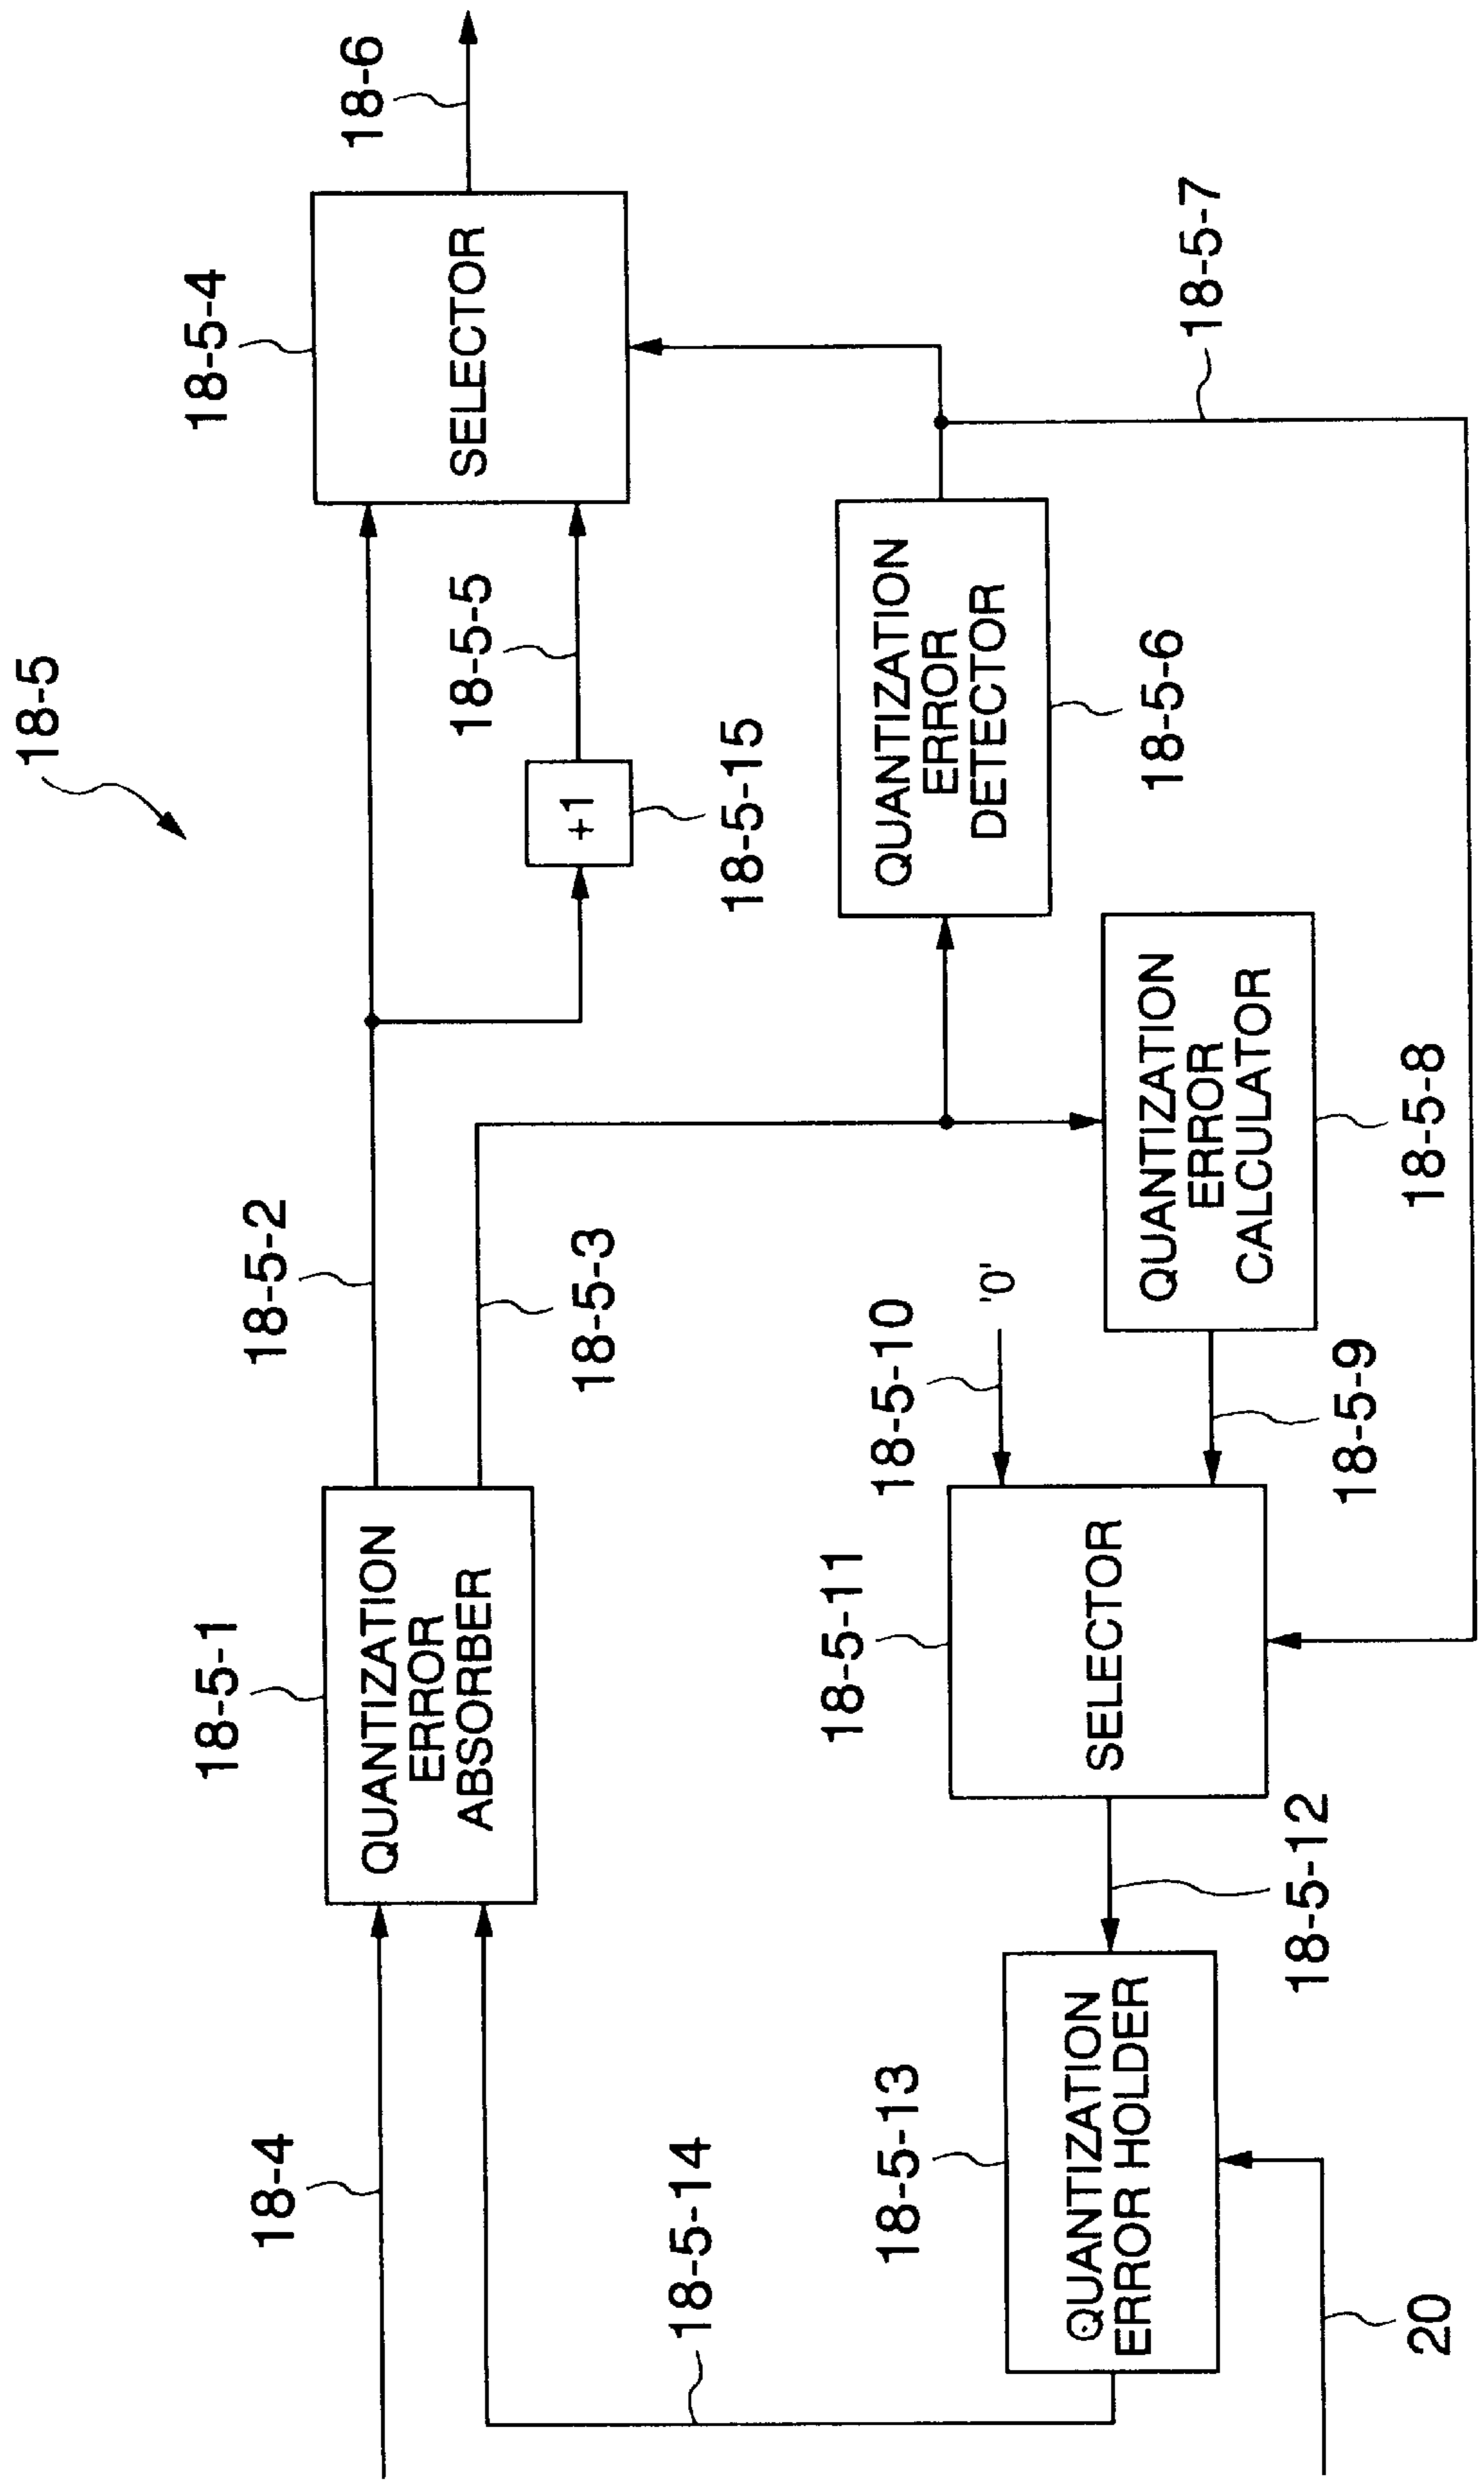 18-5
18-4
18-5-1
QUANTIZATION
ERROR
ABSORBER
18-5-2
18-5-3
18-5-4
SELECTOR
18-6
18-5-5
+1
18-5-15
18-5-14
18-5-13
QUANTIZATION
ERROR HOLDER
20
18-5-12
18-5-11
SELECTOR
18-5-10
'0'
18-5-9
QUANTIZATION
ERROR
CALCULATOR
18-5-8
QUANTIZATION
ERROR
DETECTOR
18-5-6
18-5-7